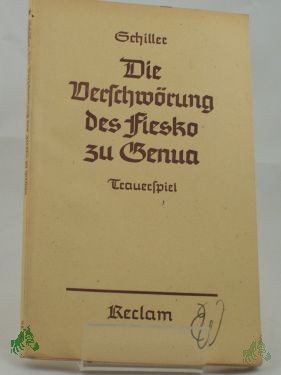 Schiller
Die
Verschwörung
des Fiesko
zu Genua
Trauerspiel
Reclam